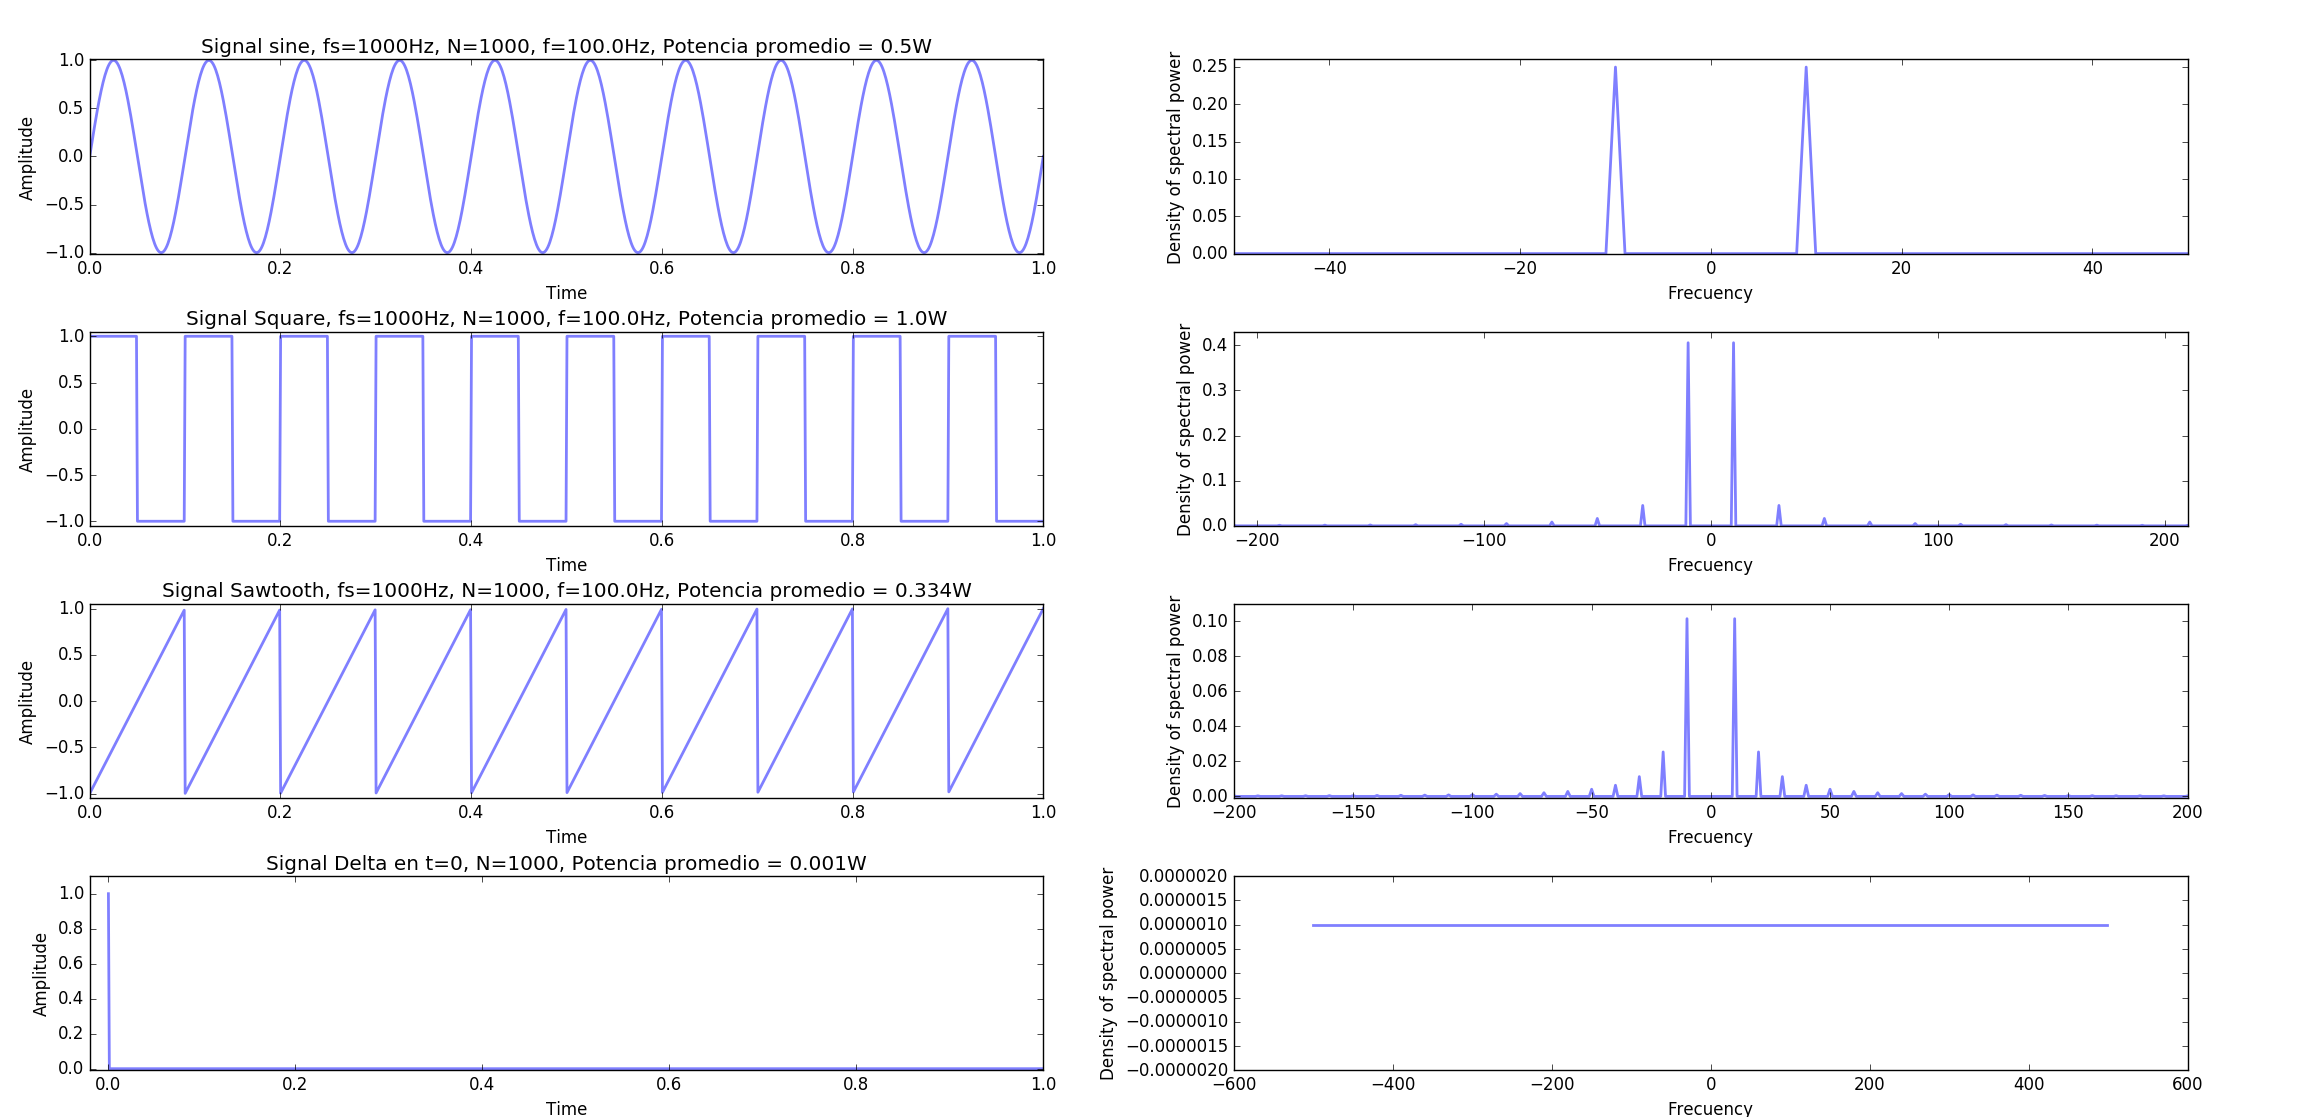 Signal sine, fs=1000Hz, N=1000, f=100.0Hz, Potencia promedio = 0.5W
Amplitude
1.0
0.5
0.0
−0.5
−1.0
0.0 0.2 0.4 0.6 0.8 1.0
Time
Density of spectral power
0.25
0.20
0.15
0.10
0.05
0.00
−40 −20 0 20 40
Frecuency
Signal Square, fs=1000Hz, N=1000, f=100.0Hz, Potencia promedio = 1.0W
Amplitude
1.0
0.5
0.0
−0.5
−1.0
0.0 0.2 0.4 0.6 0.8 1.0
Time
Density of spectral power
0.4
0.3
0.2
0.1
0.0
−200 −100 0 100 200
Frecuency
Signal Sawtooth, fs=1000Hz, N=1000, f=100.0Hz, Potencia promedio = 0.334W
Amplitude
1.0
0.5
0.0
−0.5
−1.0
0.0 0.2 0.4 0.6 0.8 1.0
Time
Density of spectral power
0.10
0.08
0.06
0.04
0.02
0.00
−200 −150 −100 −50 0 50 100 150 200
Frecuency
Signal Delta en t=0, N=1000, Potencia promedio = 0.001W
Amplitude
1.0
0.8
0.6
0.4
0.2
0.0
0.0 0.2 0.4 0.6 0.8 1.0
Time
Density of spectral power
0.0000020
0.0000015
0.0000010
0.0000005
0.0000000
−0.0000005
−0.0000010
−0.0000015
−0.0000020
−600 −400 −200 0 200 400 600
Frecuency